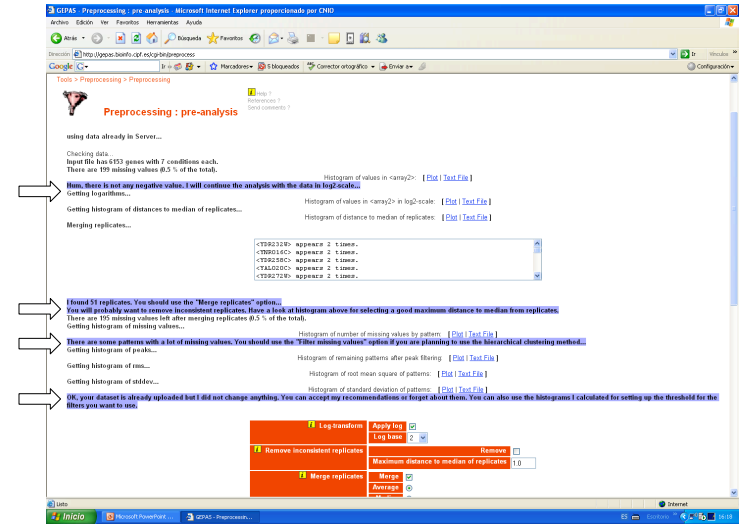 GEPAS - Preprocessing : pre-analysis - Microsoft Internet Explorer proporcionado por CNIO
Archivo Edición Ver Favoritos Herramientas Ayuda
Atrás Búsqueda Favoritos
Dirección http://gepas.bioinfo.cipf.es/cgi-bin/preprocess Ir Vínculos
Google G Ir Marcadores 5 bloqueados Corrector ortográfico Enviar a Configuración
Tools > Preprocessing > Preprocessing
Preprocessing : pre-analysis
Help ?
References ?
Send comments ?
using data already in Server...
Checking data...
Input file has 6153 genes with 7 conditions each.
There are 199 missing values (0.5 % of the total).
Histogram of values in <array2>: [ Plot | Text File ]
Hum, there is not any negative value. I will continue the analysis with the data in log2-scale...
Getting logarithms...
Histogram of values in <array2> in log2-scale: [ Plot | Text File ]
Getting histogram of distances to median of replicates...
Histogram of distance to median of replicates: [ Plot | Text File ]
Merging replicates...
<YDR232W> appears 2 times.
<YNR016C> appears 2 times.
<YDR258C> appears 2 times.
<YAL020C> appears 2 times.
<YDR272W> appears 2 times.
I found 51 replicates. You should use the "Merge replicates" option...
You will probably want to remove inconsistent replicates. Have a look at histogram above for selecting a good maximum distance to median from replicates.
There are 195 missing values left after merging replicates (0.5 % of the total).
Getting histogram of missing values...
Histogram of number of missing values by pattern: [ Plot | Text File ]
There are some patterns with a lot of missing values. You should use the "Filter missing values" option if you are planning to use the hierarchical clustering method...
Getting histogram of peaks...
Histogram of remaining patterns after peak filtering: [ Plot | Text File ]
Getting histogram of rms...
Histogram of root mean square of patterns: [ Plot | Text File ]
Getting histogram of stddev...
Histogram of standard deviation of patterns: [ Plot | Text File ]
OK, your dataset is already uploaded but I did not change anything. You can accept my recommendations or forget about them. You can also use the histograms I calculated for setting up the threshold for the
filters you want to use.
Log-transform Apply log
Log base 2
Remove inconsistent replicates Remove
Maximum distance to median of replicates 1.0
Merge replicates Merge
Average
Listo Internet
Inicio Microsoft PowerPoint ... GEPAS - Preprocessin... ES Escritorio 16:18